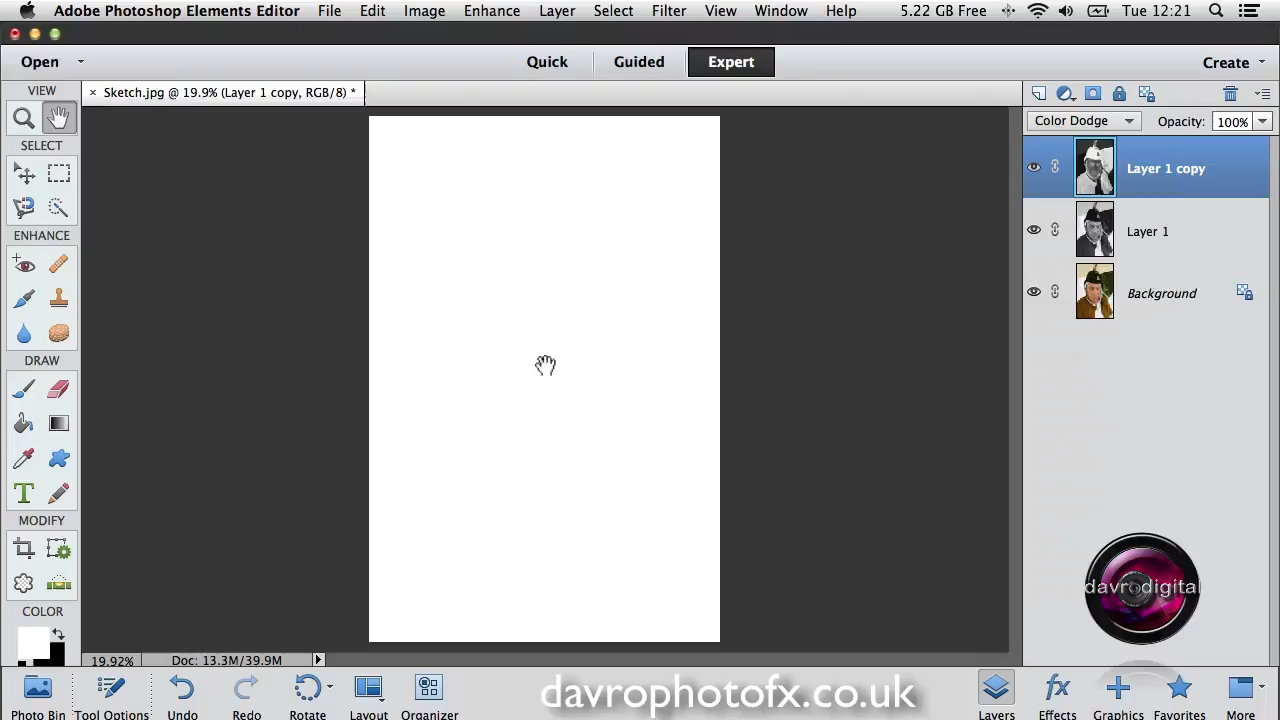 Adobe Photoshop Elements Editor File Edit Image Enhance Layer Select Filter View Window Help 5.22 GB Free Tue 12:21
Open Quick Guided Expert Create
VIEW
× Sketch.jpg @ 19.9% (Layer 1 copy, RGB/8) *
Color Dodge Opacity: 100%
SELECT
Layer 1 copy
Layer 1
ENHANCE
Background
DRAW
T
MODIFY
davrodigital
COLOR
19.92% Doc: 13.3M/39.9M
davrophotofx.co.uk
Photo Bin Tool Options Undo Redo Rotate Layout Organizer Layers fx Effects Graphics Favorites More